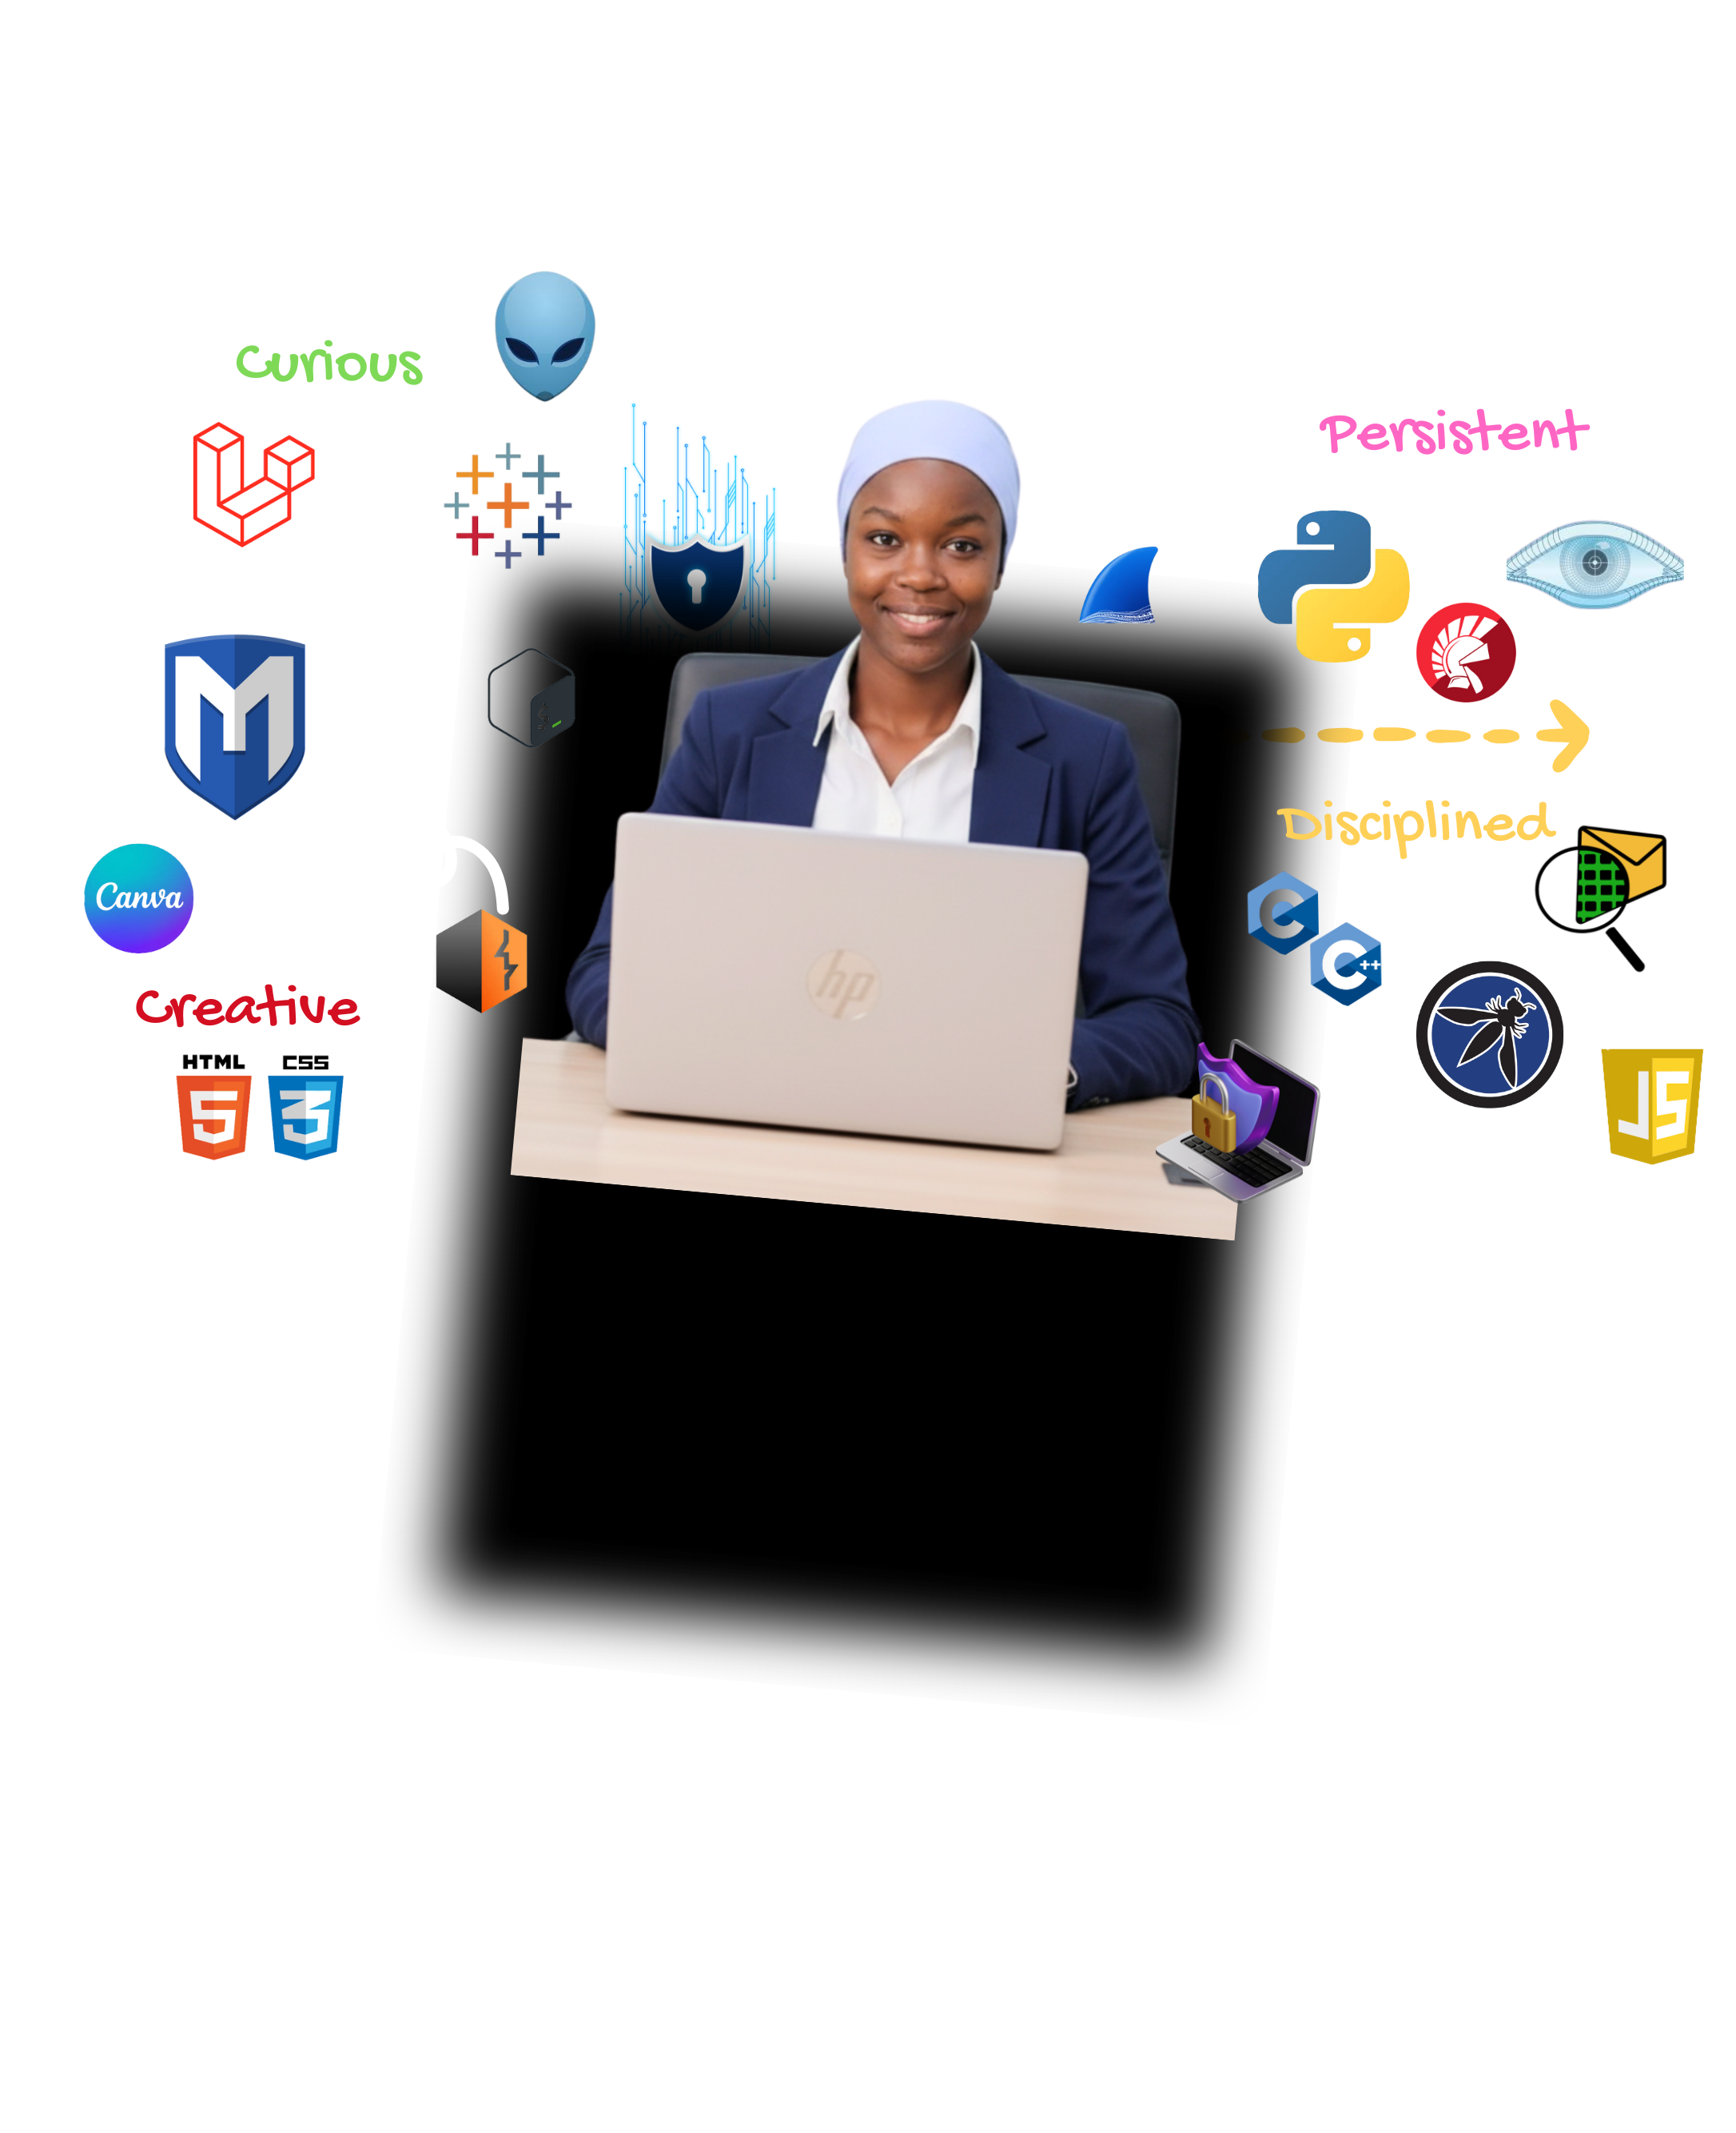 Curious
Persistent
Disciplined
Canva
hp
C
C++
Creative
HTML CSS
JS